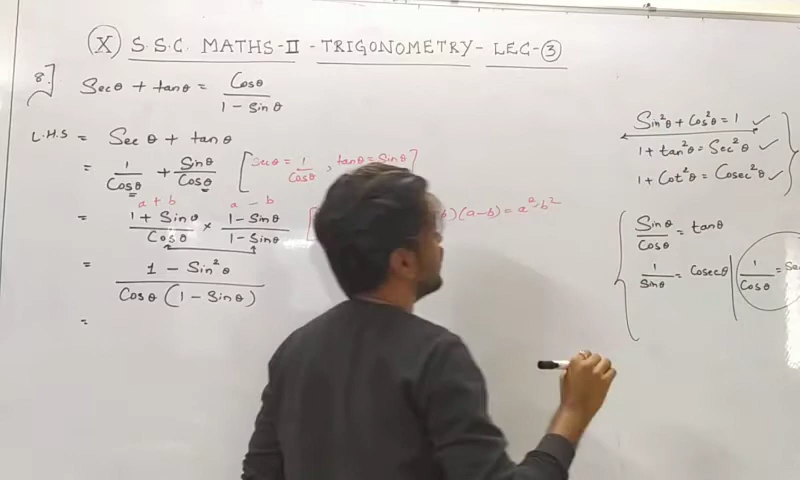 (X) S.S.C. MATHS-II - TRIGONOMETRY - LEC-③
8.] Secθ + tanθ = Cosθ / 1 - Sinθ
L.H.S = Sec θ + tanθ
= 1/Cosθ + Sinθ/Cosθ [Secθ = 1/Cosθ, tanθ = Sinθ ]
a + b a - b
= 1 + Sinθ / Cosθ × 1 - Sinθ / 1 - Sinθ [ b)(a-b) = a²-b²
= 1 - Sin²θ / Cosθ (1 - Sinθ)
=
Sin²θ + Cos²θ = 1 ✓
1 + tan²θ = Sec²θ ✓
1 + Cot²θ = Cosec²θ ✓
Sinθ/Cosθ = tanθ
1/Sinθ = Cosecθ | 1/Cosθ =